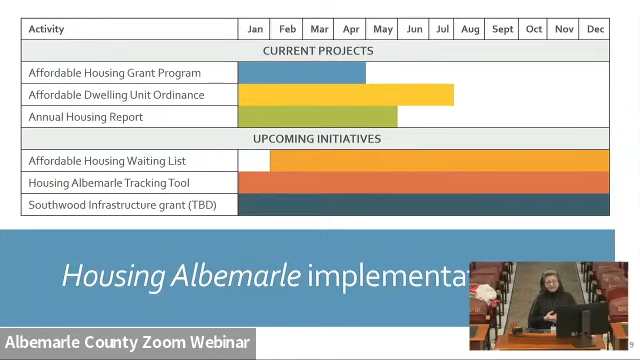 Activity Jan Feb Mar Apr May Jun Jul Aug Sept Oct Nov Dec
CURRENT PROJECTS
Affordable Housing Grant Program
Affordable Dwelling Unit Ordinance
Annual Housing Report
UPCOMING INITIATIVES
Affordable Housing Waiting List
Housing Albemarle Tracking Tool
Southwood Infrastructure grant (TBD)
Housing Albemarle
Albemarle County Zoom Webinar
9